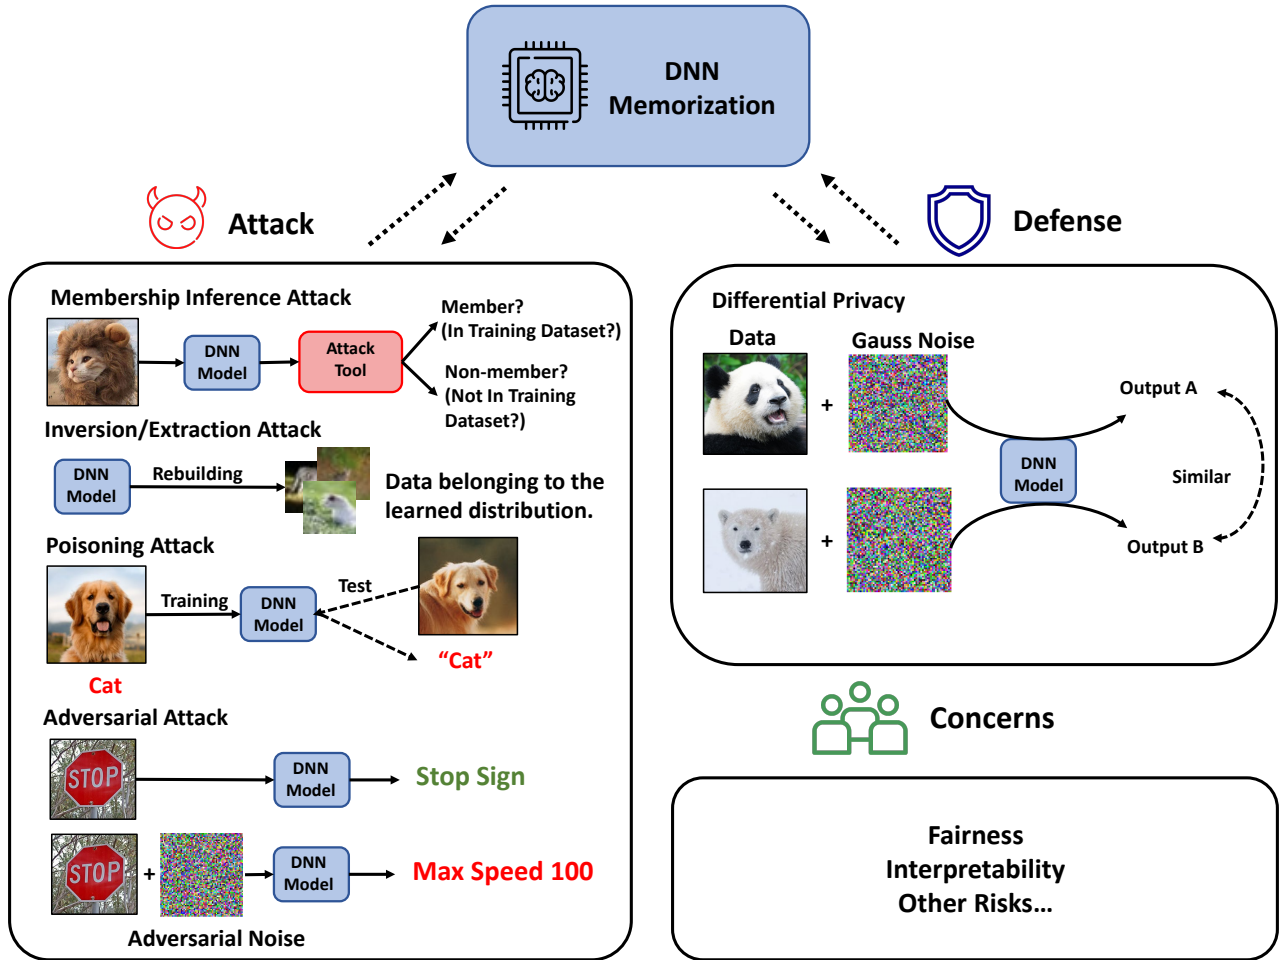 DNN
Memorization
Attack
Defense
Membership Inference Attack
DNN
Model
Attack
Tool
Member?
(In Training Dataset?)
Non-member?
(Not In Training
Dataset?)
Inversion/Extraction Attack
DNN
Model
Rebuilding
Data belonging to the
learned distribution.
Poisoning Attack
Training
DNN
Model
Test
Cat
“Cat”
Adversarial Attack
STOP
DNN
Model
Stop Sign
STOP
+
DNN
Model
Max Speed 100
Adversarial Noise
Differential Privacy
Data
Gauss Noise
+
Output A
DNN
Model
Similar
+
Output B
Concerns
Fairness
Interpretability
Other Risks...